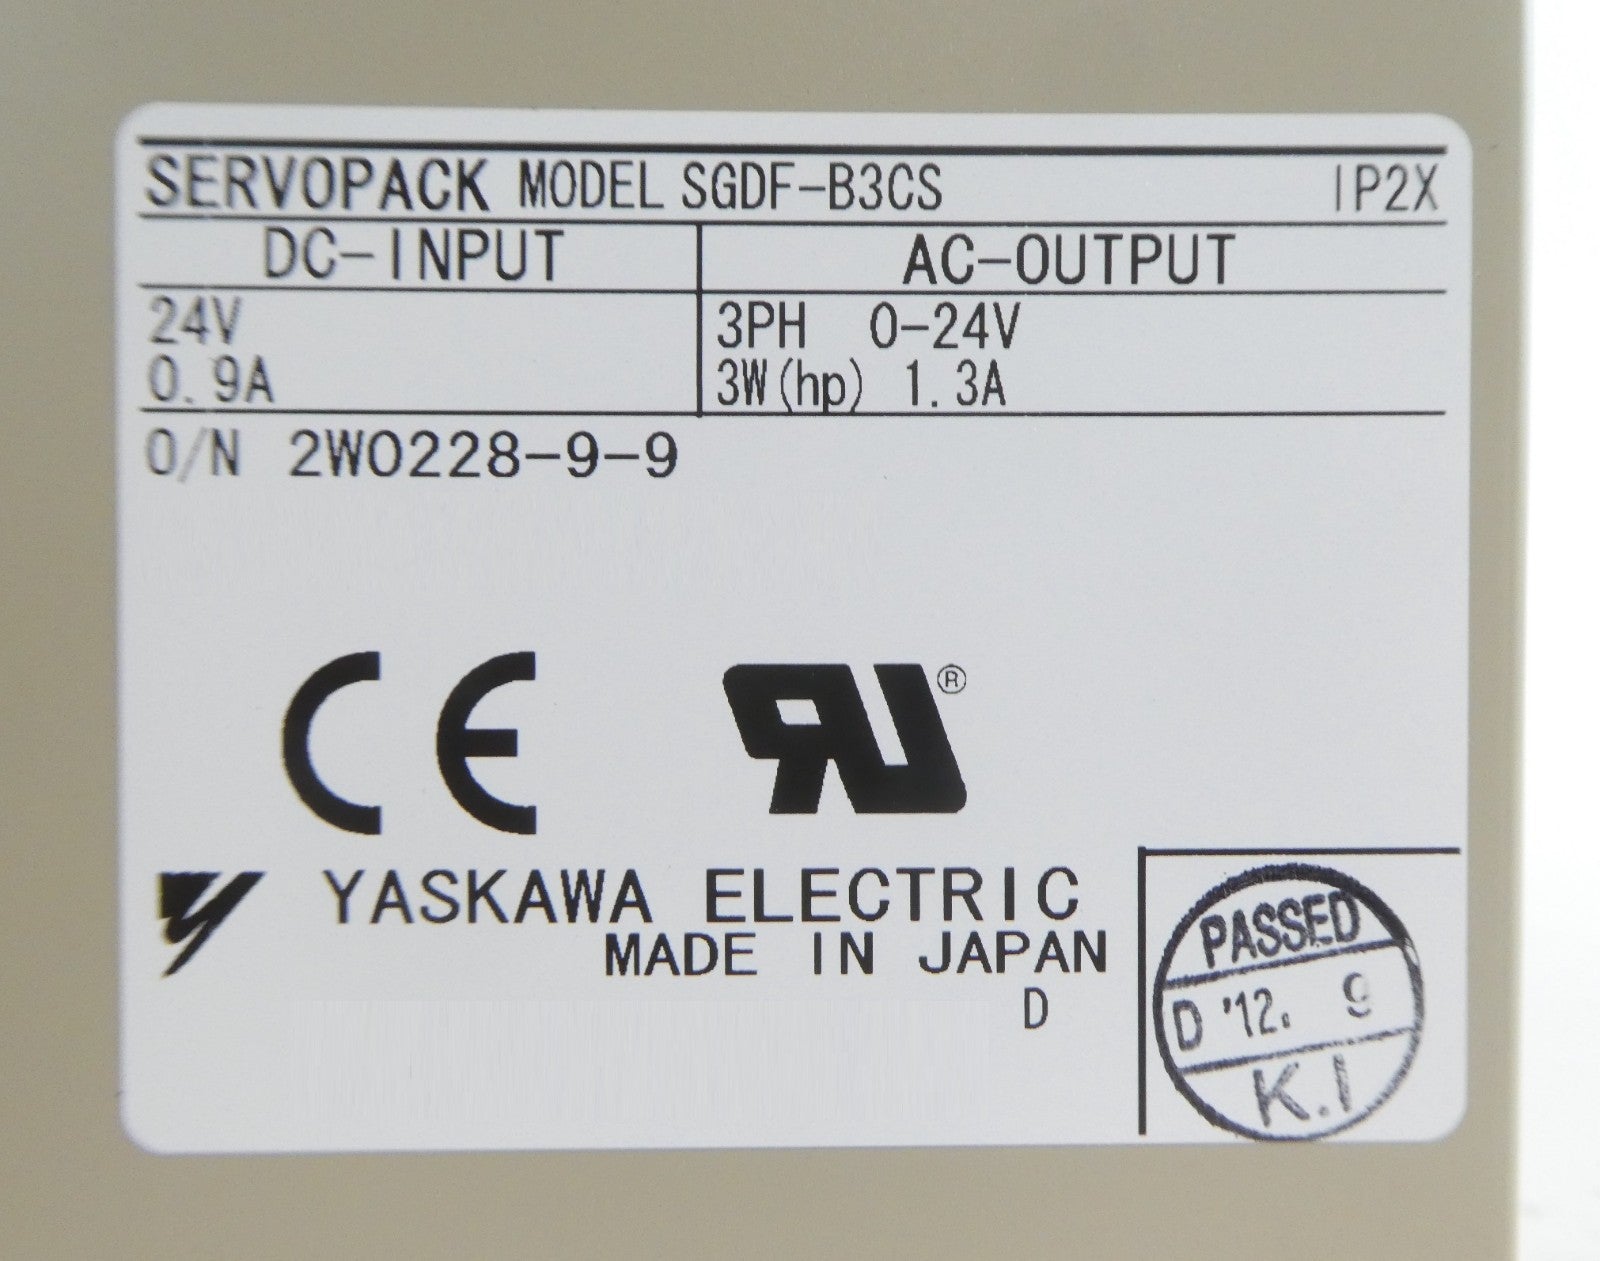 SERVOPACK MODEL SGDF-B3CS IP2X
DC-INPUT AC-OUTPUT
24V 3PH 0-24V
0.9A 3W(hp) 1.3A
O/N 2W0228-9-9
CE RU®
YASKAWA ELECTRIC
MADE IN JAPAN
D
PASSED
D '12. 9
K.I